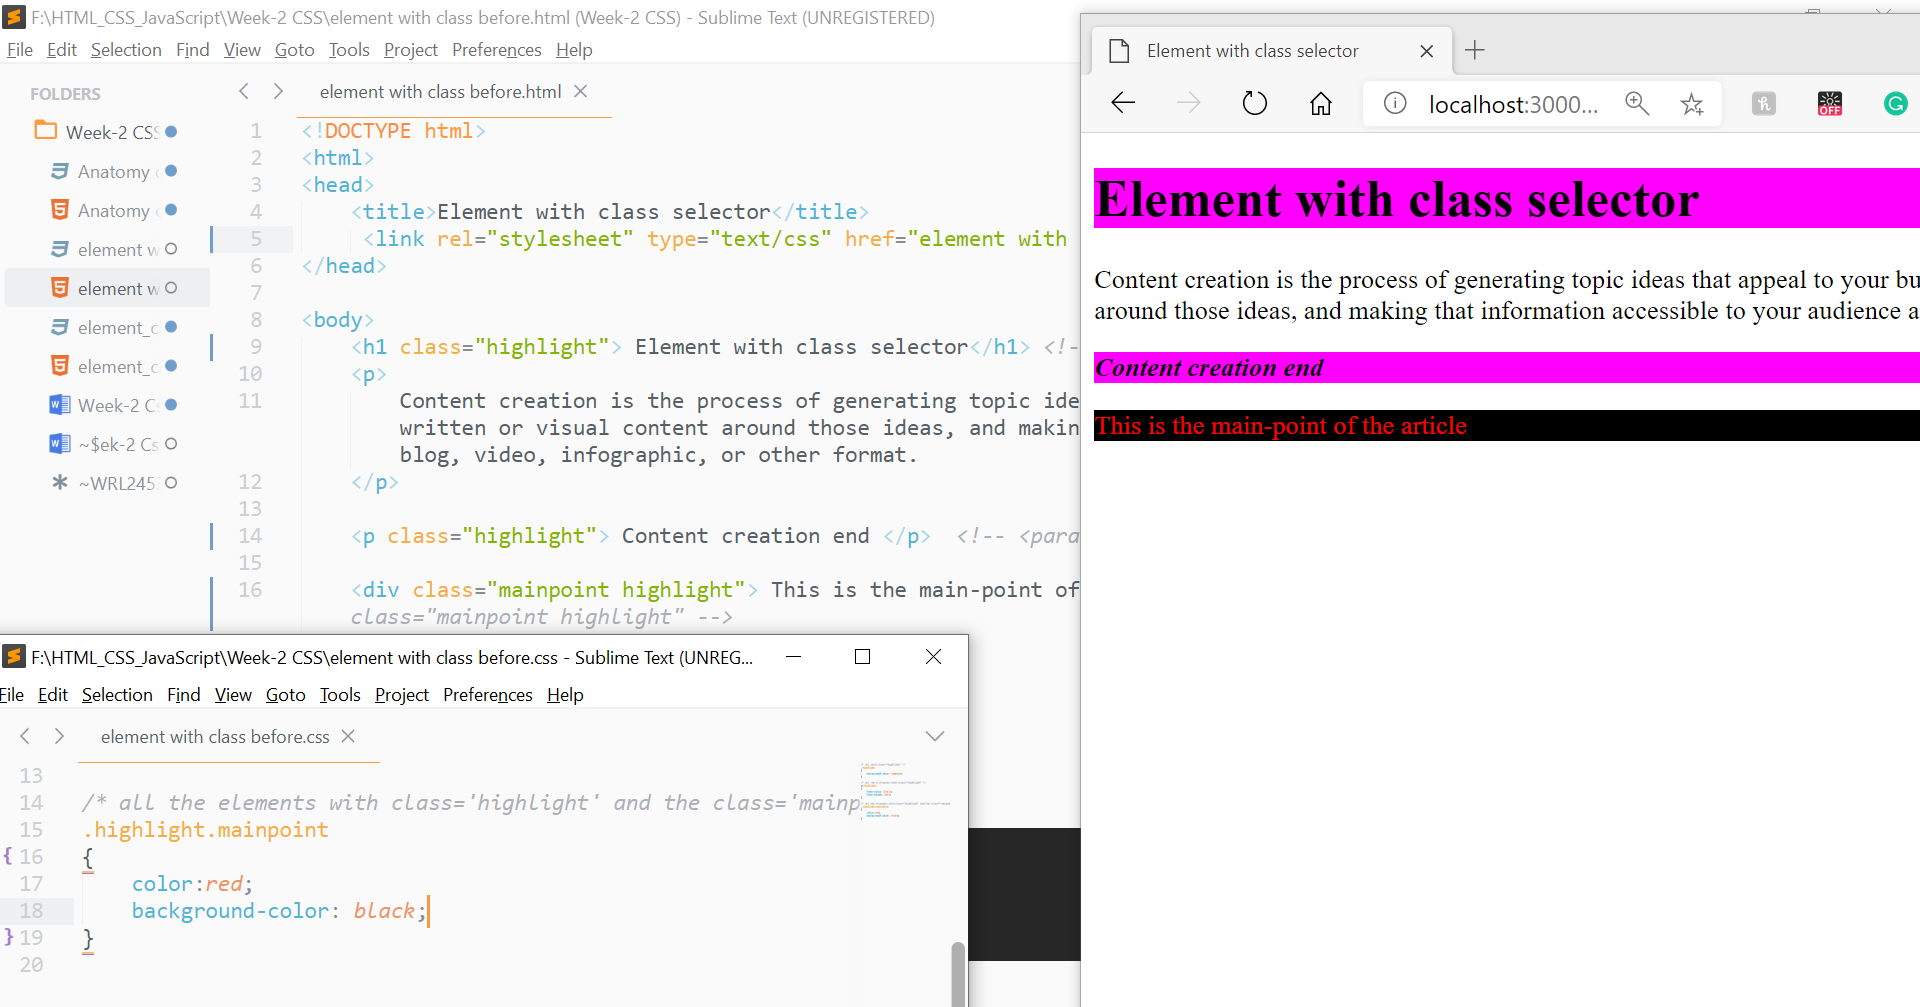 F:\HTML_CSS_JavaScript\Week-2 CSS\element with class before.html (Week-2 CSS) - Sublime Text (UNREGISTERED)
File Edit Selection Find View Goto Tools Project Preferences Help
FOLDERS
Week-2 CSS
Anatomy
Anatomy
element w
element w
element_c
element_c
Week-2 C
~$ek-2 Cs
~WRL245
element with class before.html
1 <!DOCTYPE html>
2 <html>
3 <head>
4 <title>Element with class selector</title>
5 <link rel="stylesheet" type="text/css" href="element with
6 </head>
7
8 <body>
9 <h1 class="highlight"> Element with class selector</h1> <!-
10 <p>
11 Content creation is the process of generating topic ide
written or visual content around those ideas, and makin
blog, video, infographic, or other format.
12 </p>
13
14 <p class="highlight"> Content creation end </p> <!-- <para
15
16 <div class="mainpoint highlight"> This is the main-point of
class="mainpoint highlight" -->
F:\HTML_CSS_JavaScript\Week-2 CSS\element with class before.css - Sublime Text (UNREG...
File Edit Selection Find View Goto Tools Project Preferences Help
element with class before.css
13
14 /* all the elements with class='highlight' and the class='mainp
15 .highlight.mainpoint
16 {
17 color:red;
18 background-color: black;
19 }
20
Element with class selector
localhost:3000...
OFF
Element with class selector
Content creation is the process of generating topic ideas that appeal to your bu
around those ideas, and making that information accessible to your audience a
Content creation end
This is the main-point of the article